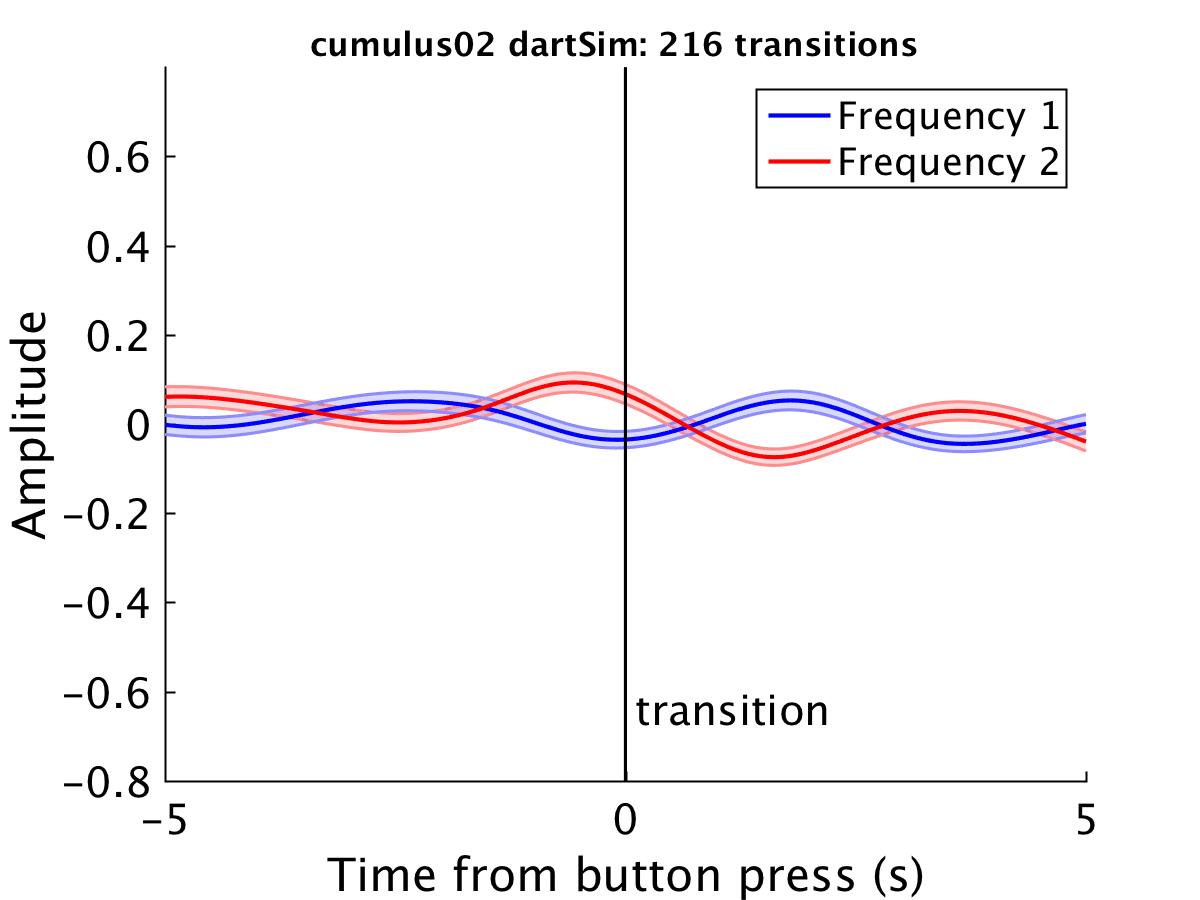 cumulus02 dartSim: 216 transitions
Frequency 1
Frequency 2
0.6
0.4
0.2
0
−0.2
−0.4
−0.6
−0.8
Amplitude
transition
−5
0
5
Time from button press (s)